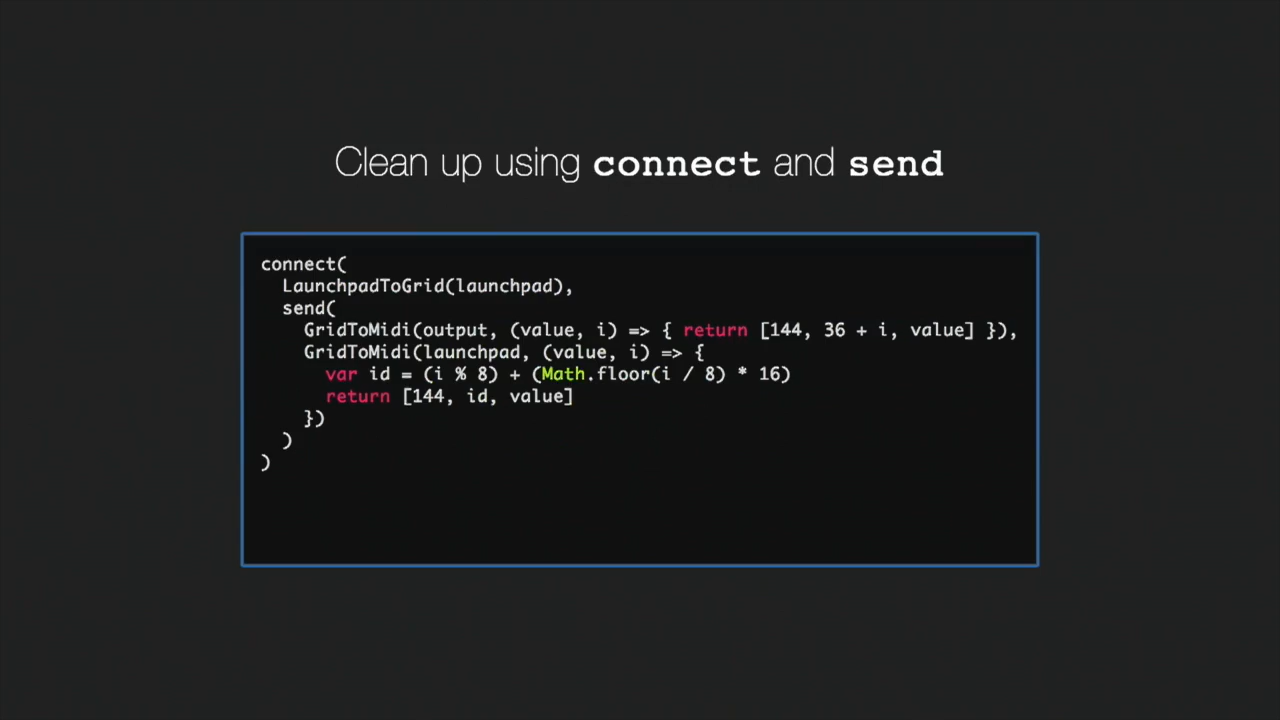 Clean up using connect and send
connect(
  LaunchpadToGrid(launchpad),
  send(
    GridToMidi(output, (value, i) => { return [144, 36 + i, value] }),
    GridToMidi(launchpad, (value, i) => {
      var id = (i % 8) + (Math.floor(i / 8) * 16)
      return [144, id, value]
    })
  )
)